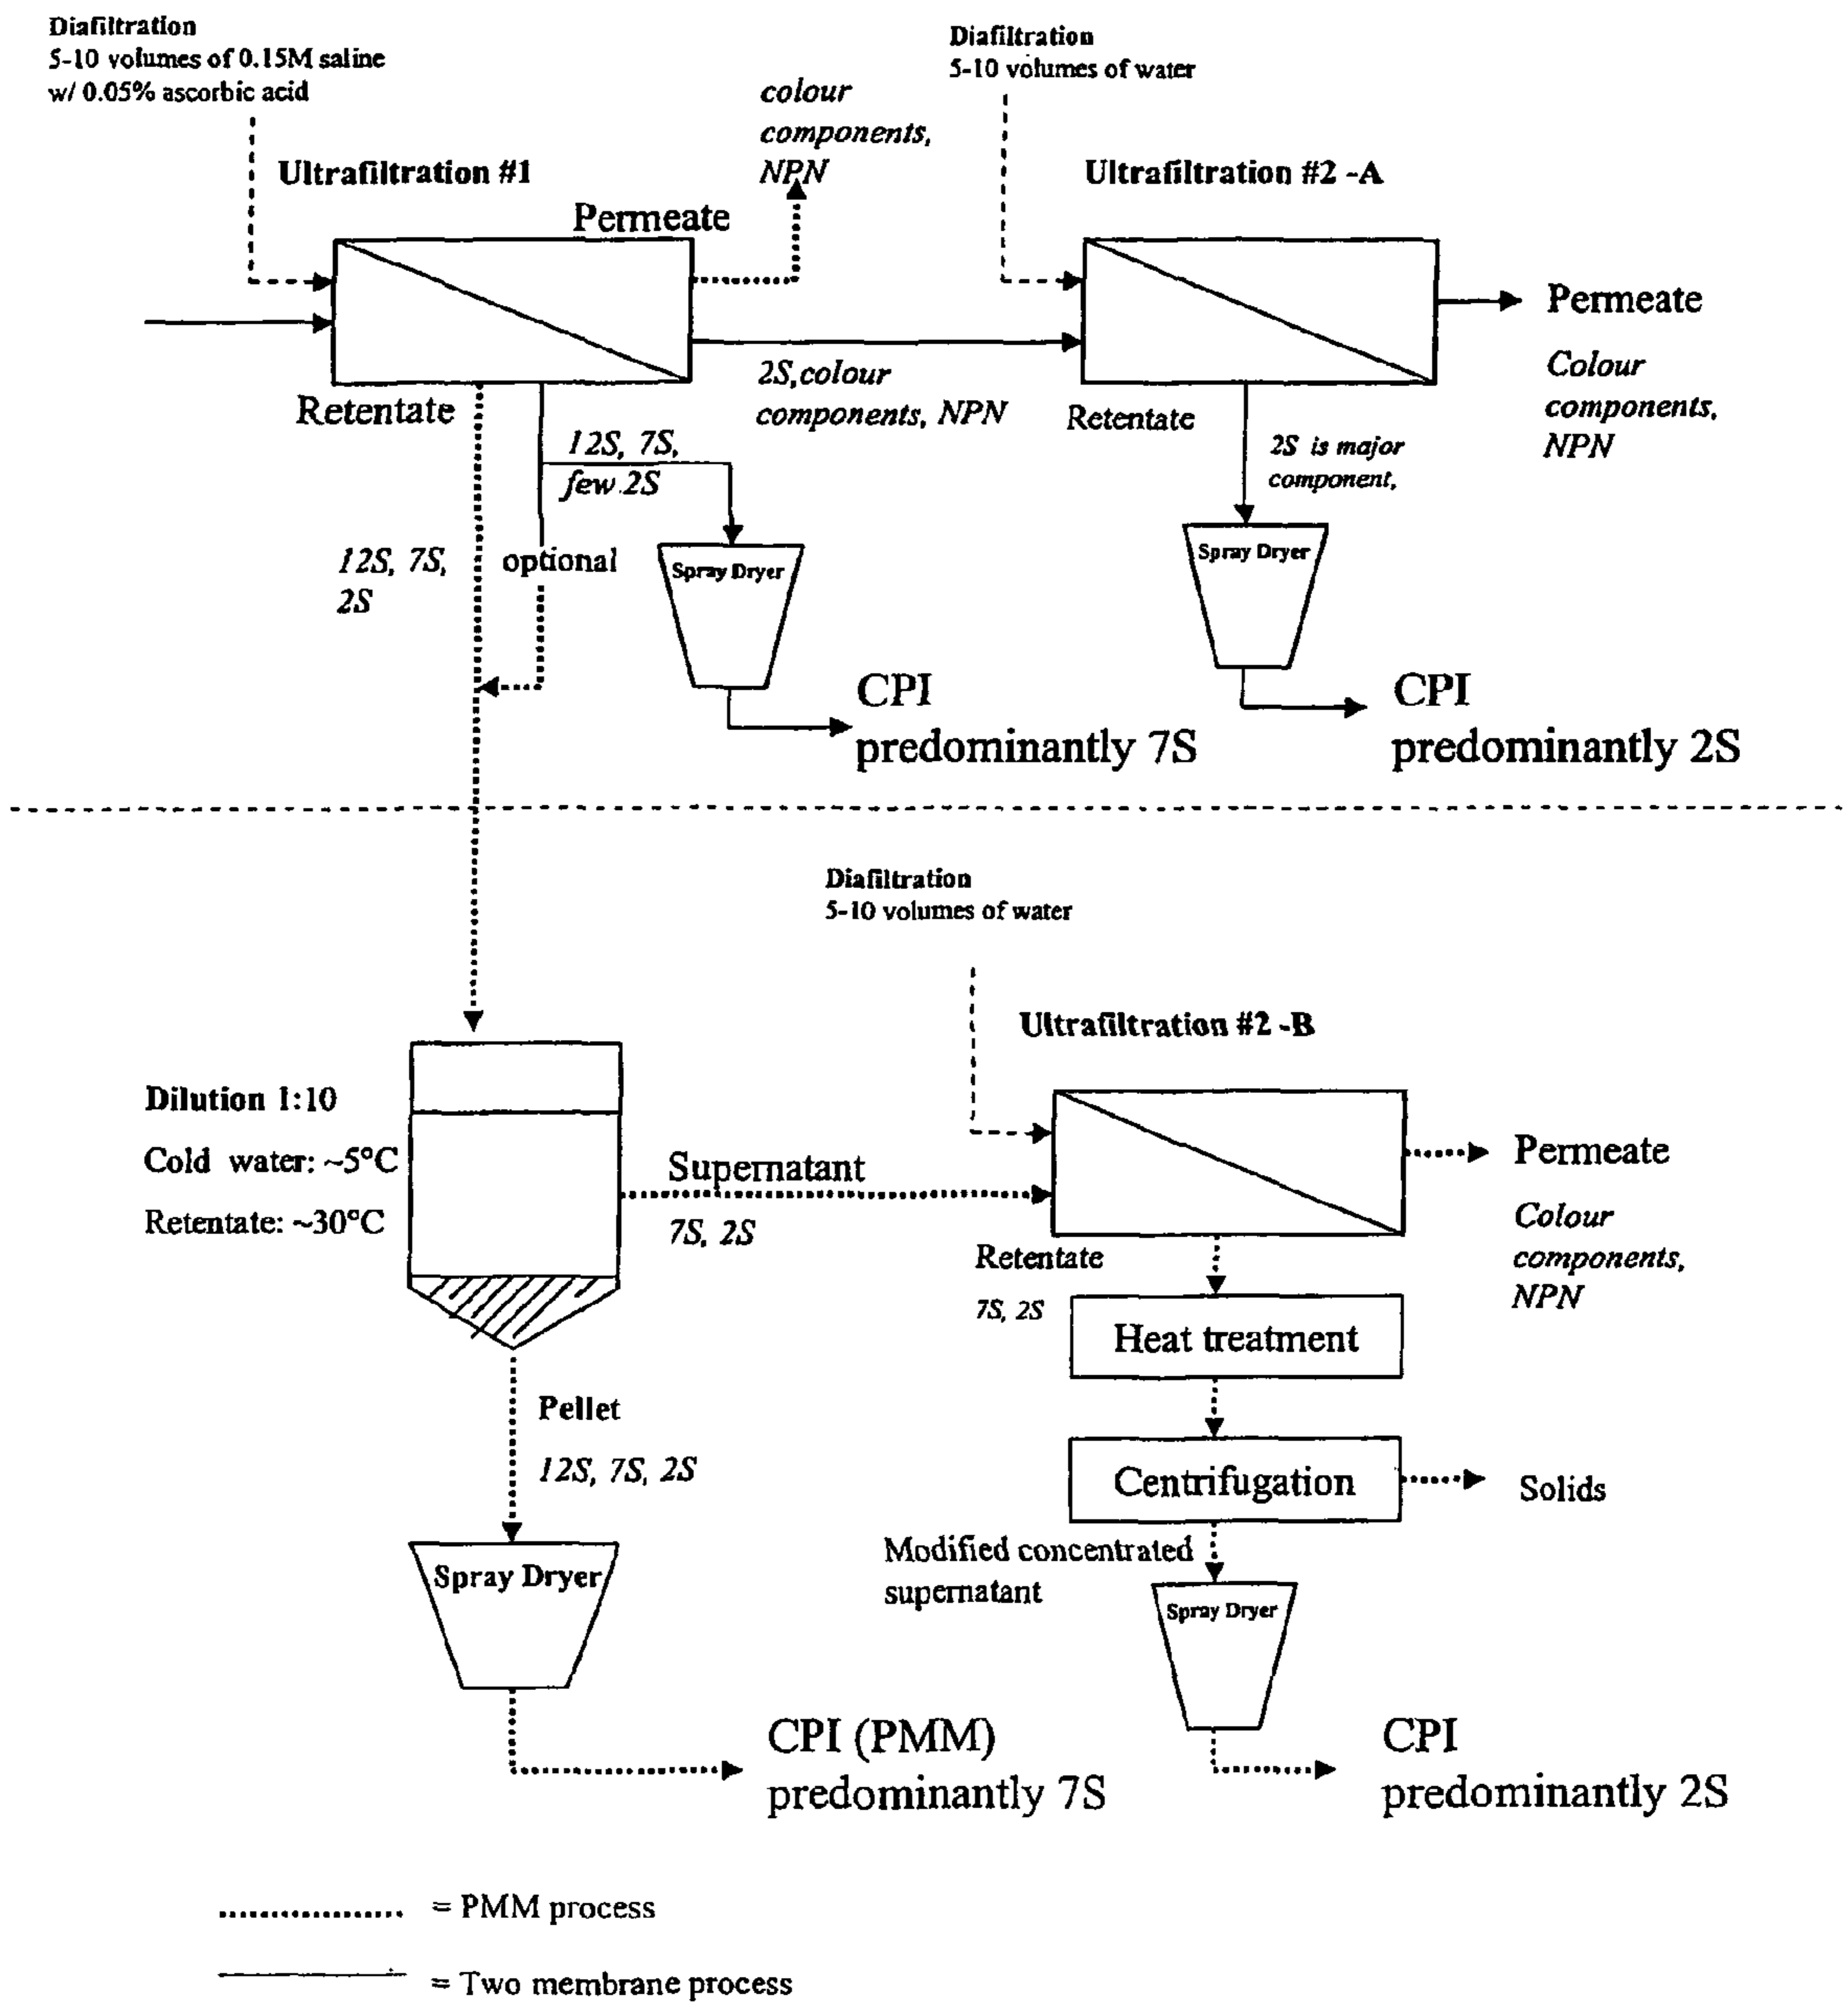 Diafiltration
5-10 volumes of 0.15M saline
w/ 0.05% ascorbic acid
Diafiltration
5-10 volumes of water
colour
components,
NPN
Ultrafiltration #1
Ultrafiltration #2 -A
Permeate
Permeate
Colour
components,
NPN
Retentate
2S, colour
components, NPN
Retentate
12S, 7S,
few 2S
2S is major
component,
12S, 7S,
2S
optional
Spray Dryer
Spray Dryer
CPI
predominantly 7S
CPI
predominantly 2S
Diafiltration
5-10 volumes of water
Ultrafiltration #2 -B
Dilution 1:10
Cold water: ~5°C
Retentate: ~30°C
Supernatant
7S, 2S
Permeate
Colour
components,
NPN
Retentate
7S, 2S
Heat treatment
Pellet
12S, 7S, 2S
Centrifugation
Solids
Modified concentrated
supernatant
Spray Dryer
Spray Dryer
CPI (PMM)
predominantly 7S
CPI
predominantly 2S
= PMM process
= Two membrane process